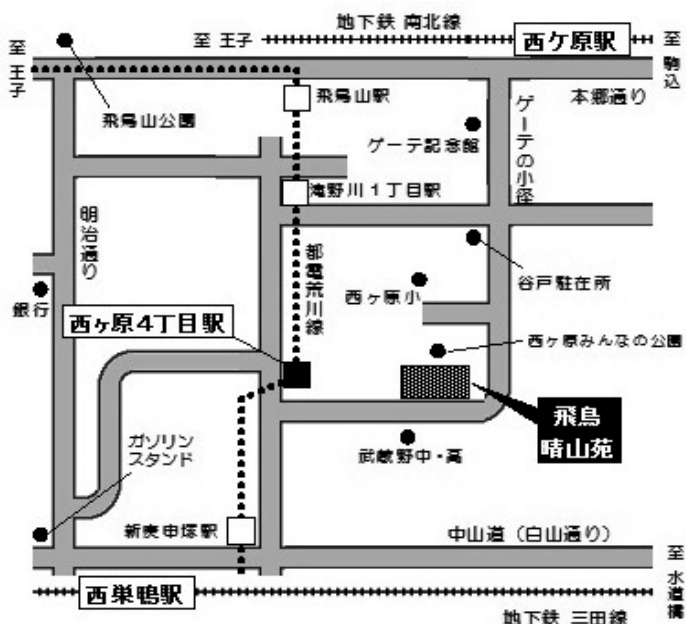 地下鉄 南北線
至 王子
西ケ原駅
至 駒込
至 王子
飛鳥山駅
飛鳥山公園
本郷通り
ゲーテの小径
ゲーテ記念館
滝野川1丁目駅
明治通り
都電荒川線
谷戸駐在所
西ヶ原小
銀行
西ヶ原4丁目駅
西ヶ原みんなの公園
飛鳥
晴山苑
ガソリン
スタンド
武蔵野中・高
新庚申塚駅
中山道（白山通り）
至 水道橋
西巣鴨駅
地下鉄 三田線